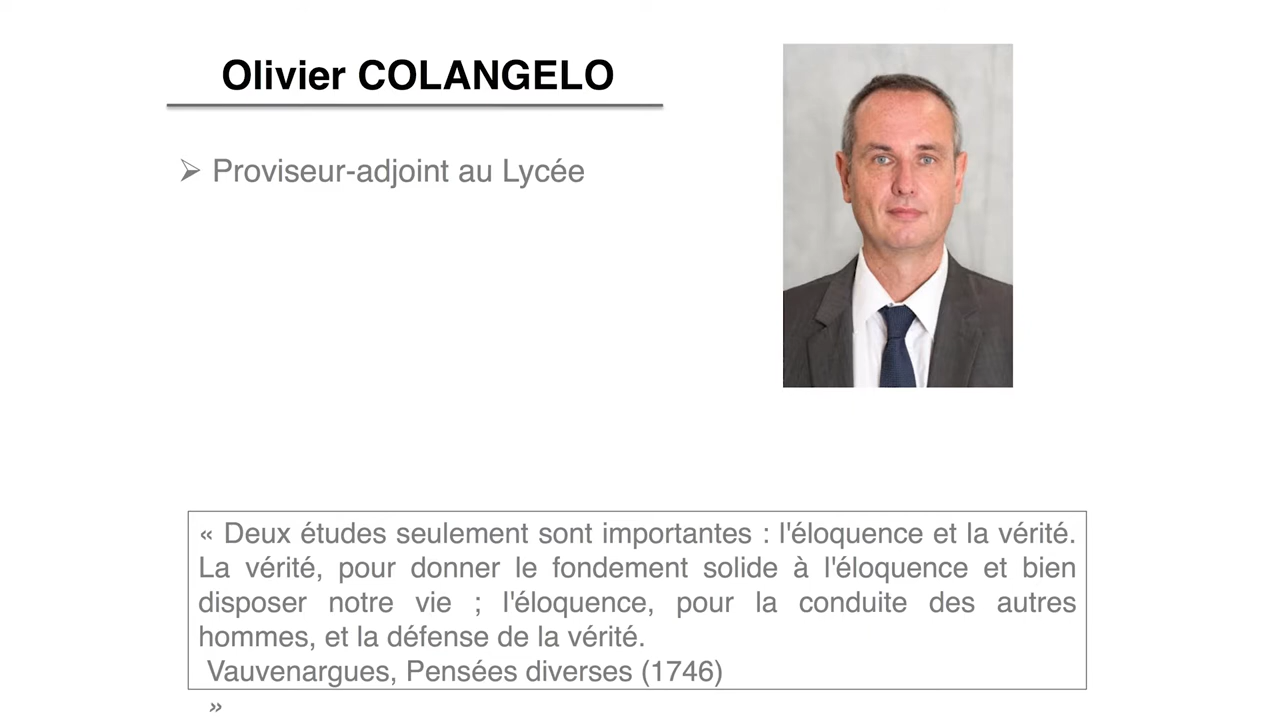 Olivier COLANGELO
➢ Proviseur-adjoint au Lycée
« Deux études seulement sont importantes : l'éloquence et la vérité.
La vérité, pour donner le fondement solide à l'éloquence et bien
disposer notre vie ; l'éloquence, pour la conduite des autres
hommes, et la défense de la vérité.
Vauvenargues, Pensées diverses (1746)
»